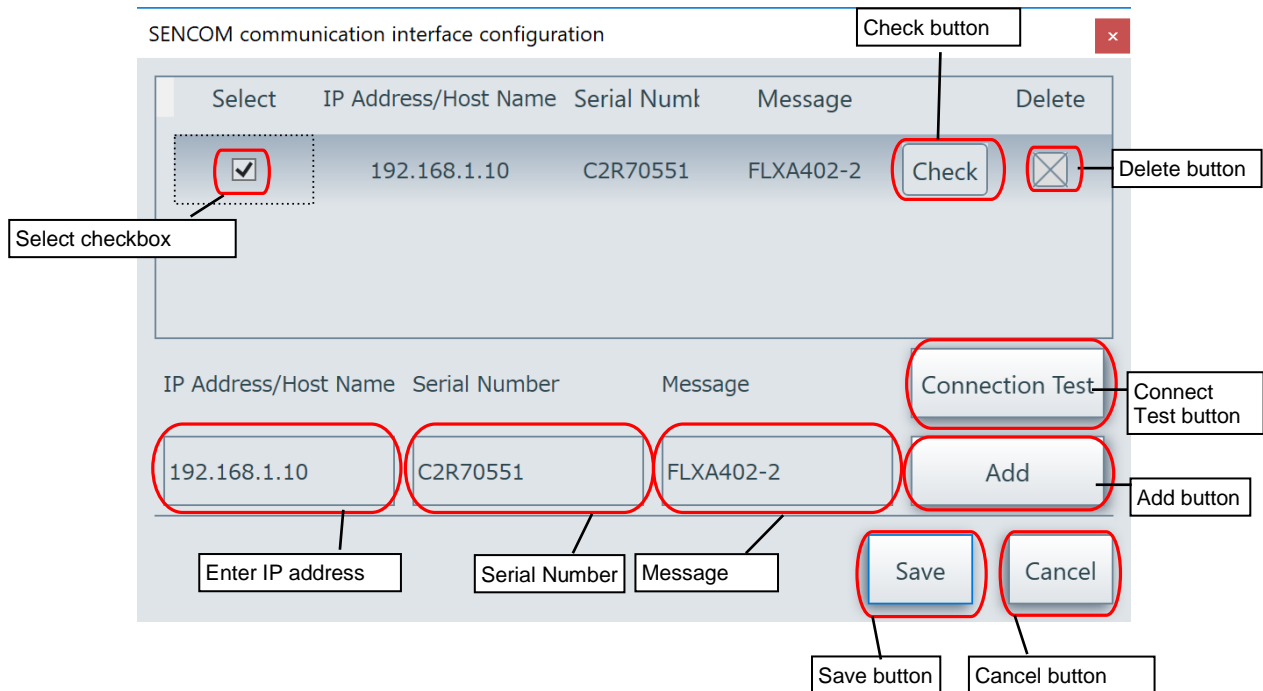 SENCOM communication interface configuration
Check button
×
Select IP Address/Host Name Serial Numb Message Delete
192.168.1.10 C2R70551 FLXA402-2 Check
Delete button
Select checkbox
IP Address/Host Name Serial Number Message Connection Test
Connect
Test button
192.168.1.10 C2R70551 FLXA402-2 Add
Add button
Enter IP address Serial Number Message
Save Cancel
Save button Cancel button